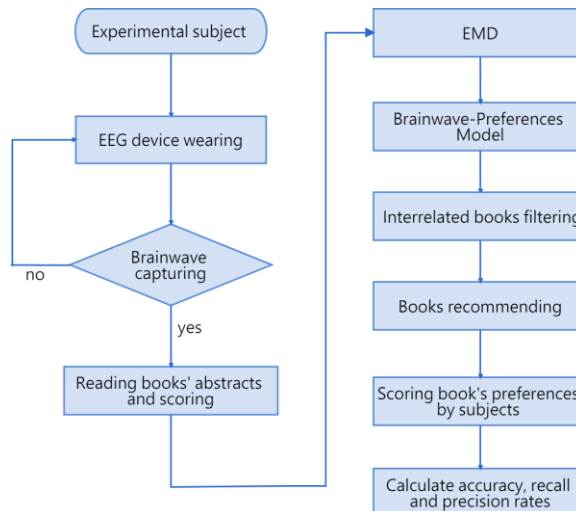 Experimental subject
EEG device wearing
Brainwave
capturing
no
yes
Reading books' abstracts
and scoring
EMD
Brainwave-Preferences
Model
Interrelated books filtering
Books recommending
Scoring book's preferences
by subjects
Calculate accuracy, recall
and precision rates